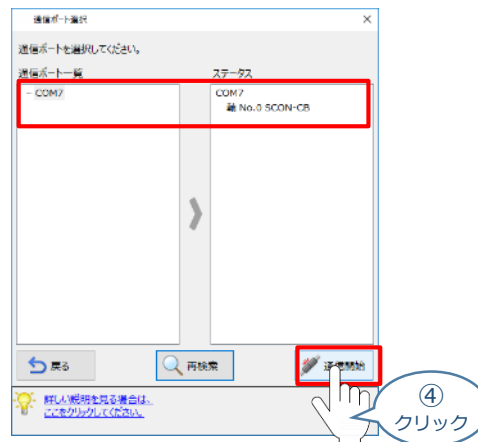 通信ポート選択
通信ポートを選択してください。
通信ポート一覧 ステータス
- COM7 COM7
軸 No.0 SCON-CB
戻る 再検索 通信開始
詳しい説明を見る場合は、
ここをクリックしてください。
④
クリック